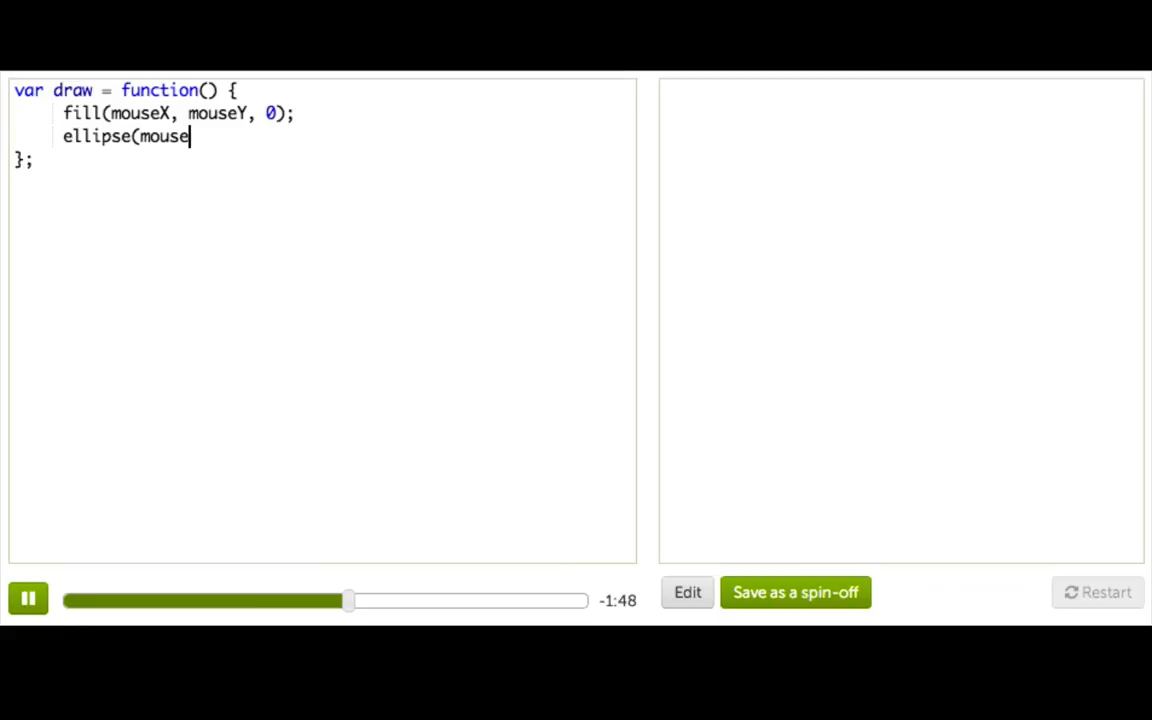 var draw = function() {
fill(mouseX, mouseY, 0);
ellipse(mouse
};
-1:48
Edit
Save as a spin-off
Restart